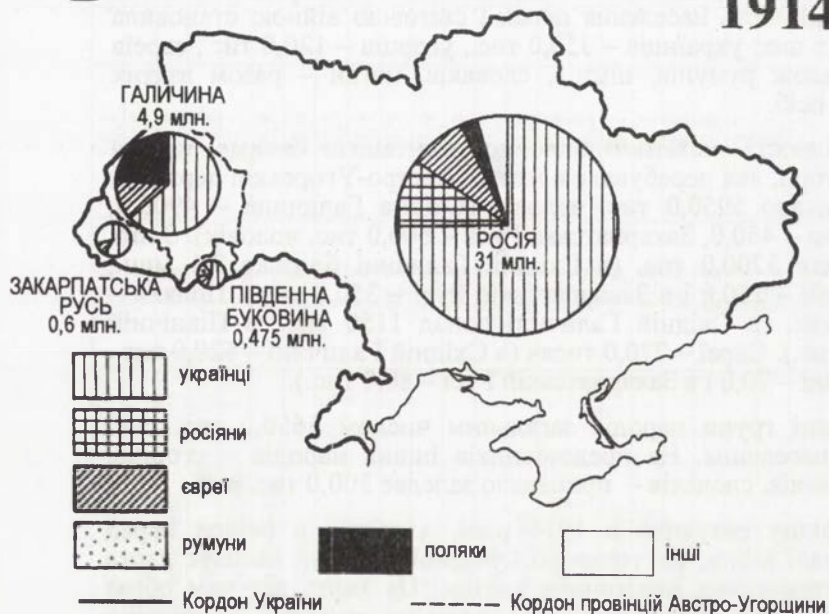 1914
ГАЛИЧИНА
4,9 млн.
РОСІЯ
31 млн.
ЗАКАРПАТСЬКА
РУСЬ
0,6 млн.
ПІВДЕННА
БУКОВИНА
0,475 млн.
українці
росіяни
євреї
румуни
поляки
інші
Кордон України
Кордон провінцій Австро-Угорщини